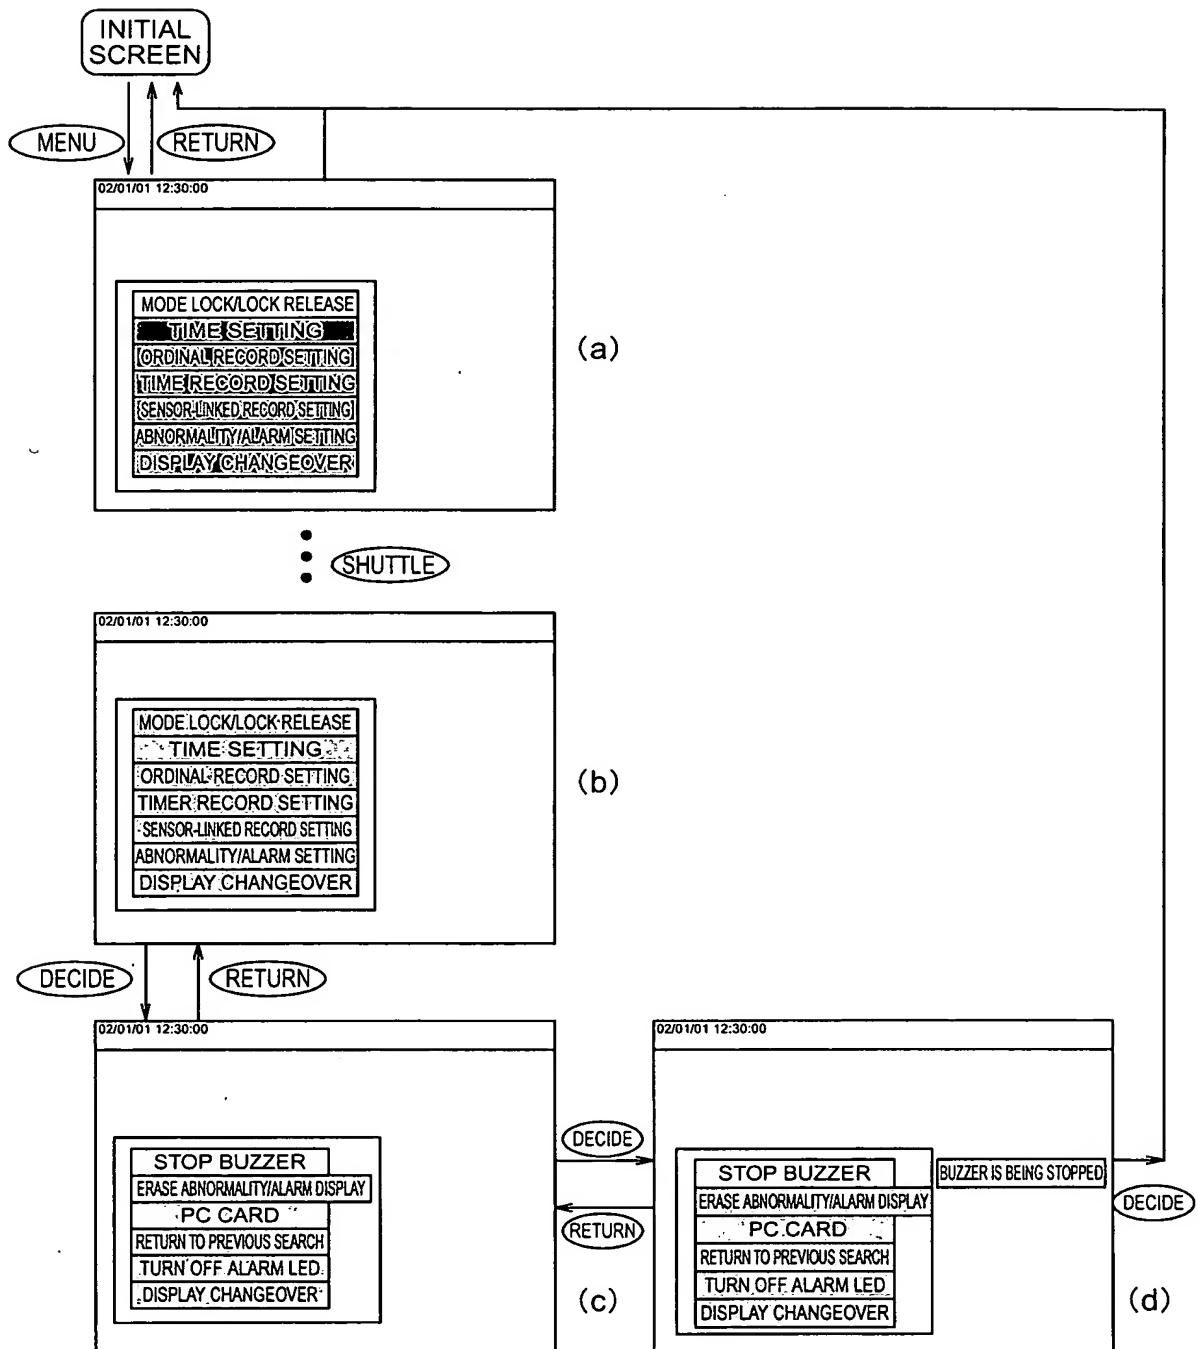 INITIAL
SCREEN
MENU
RETURN
02/01/01 12:30:00
MODE LOCK/LOCK RELEASE
TIME SETTING
ORDINAL RECORD SETTING
TIME RECORD SETTING
SENSOR-LINKED RECORD SETTING
ABNORMALITY/ALARM SETTING
DISPLAY CHANGEOVER
(a)
SHUTTLE
02/01/01 12:30:00
MODE LOCK/LOCK RELEASE
TIME SETTING
ORDINAL RECORD SETTING
TIMER RECORD SETTING
SENSOR-LINKED RECORD SETTING
ABNORMALITY/ALARM SETTING
DISPLAY CHANGEOVER
(b)
DECIDE
RETURN
02/01/01 12:30:00
STOP BUZZER
ERASE ABNORMALITY/ALARM DISPLAY
PC CARD
RETURN TO PREVIOUS SEARCH
TURN OFF ALARM LED
DISPLAY CHANGEOVER
(c)
DECIDE
RETURN
02/01/01 12:30:00
STOP BUZZER
BUZZER IS BEING STOPPED
ERASE ABNORMALITY/ALARM DISPLAY
PC CARD
RETURN TO PREVIOUS SEARCH
TURN OFF ALARM LED
DISPLAY CHANGEOVER
DECIDE
(d)